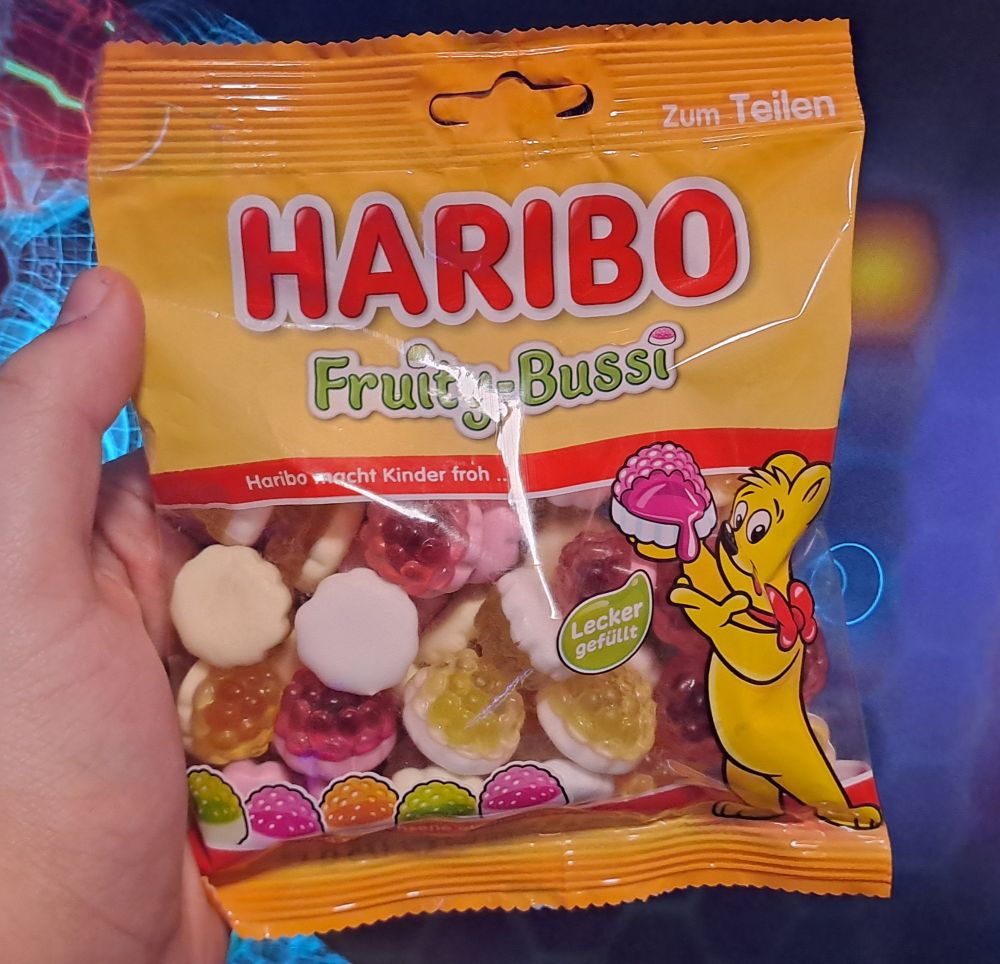 Zum Teilen
HARIBO
Fruity-Bussi
Haribo macht Kinder froh ...
Lecker
gefüllt